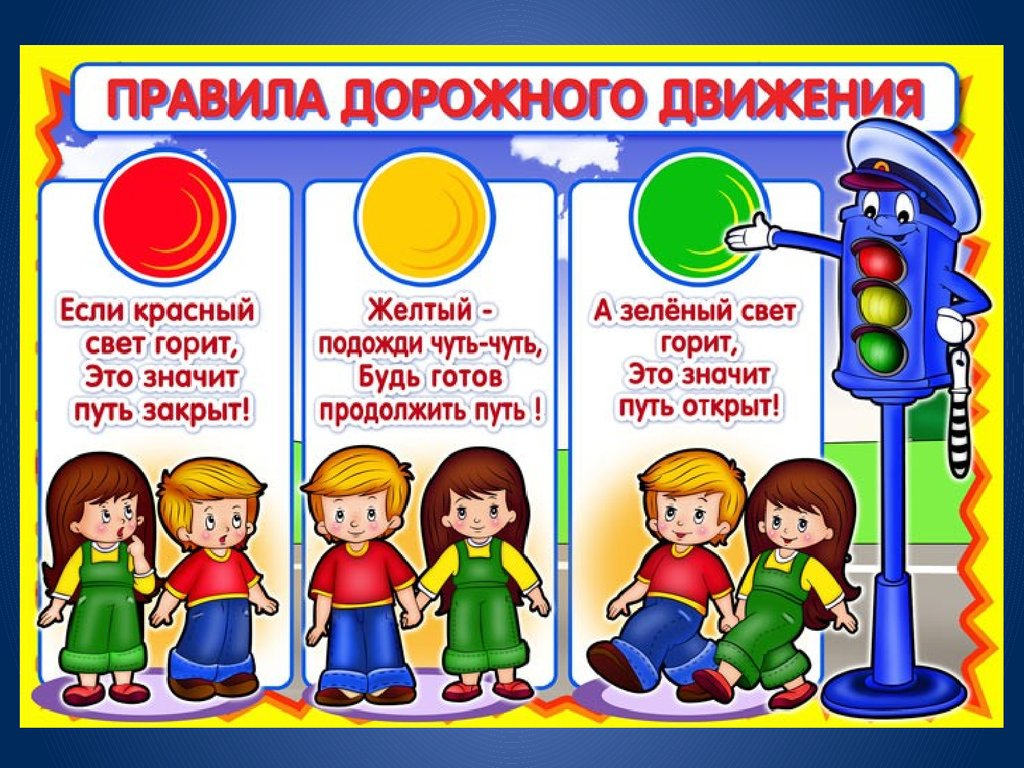 ПРАВИЛА ДОРОЖНОГО ДВИЖЕНИЯ
Если красный
свет горит,
Это значит
путь закрыт!
Желтый -
подожди чуть-чуть,
Будь готов
продолжить путь !
А зелёный свет
горит,
Это значит
путь открыт!